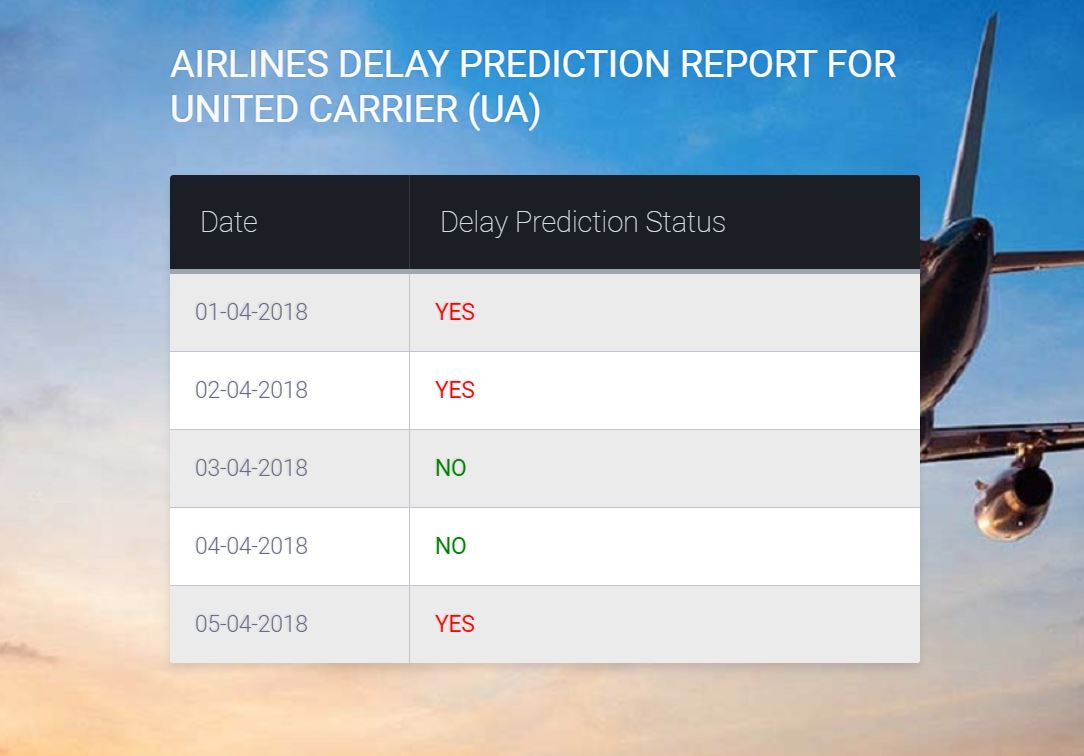 AIRLINES DELAY PREDICTION REPORT FOR
UNITED CARRIER (UA)
Date Delay Prediction Status
01-04-2018 YES
02-04-2018 YES
03-04-2018 NO
04-04-2018 NO
05-04-2018 YES